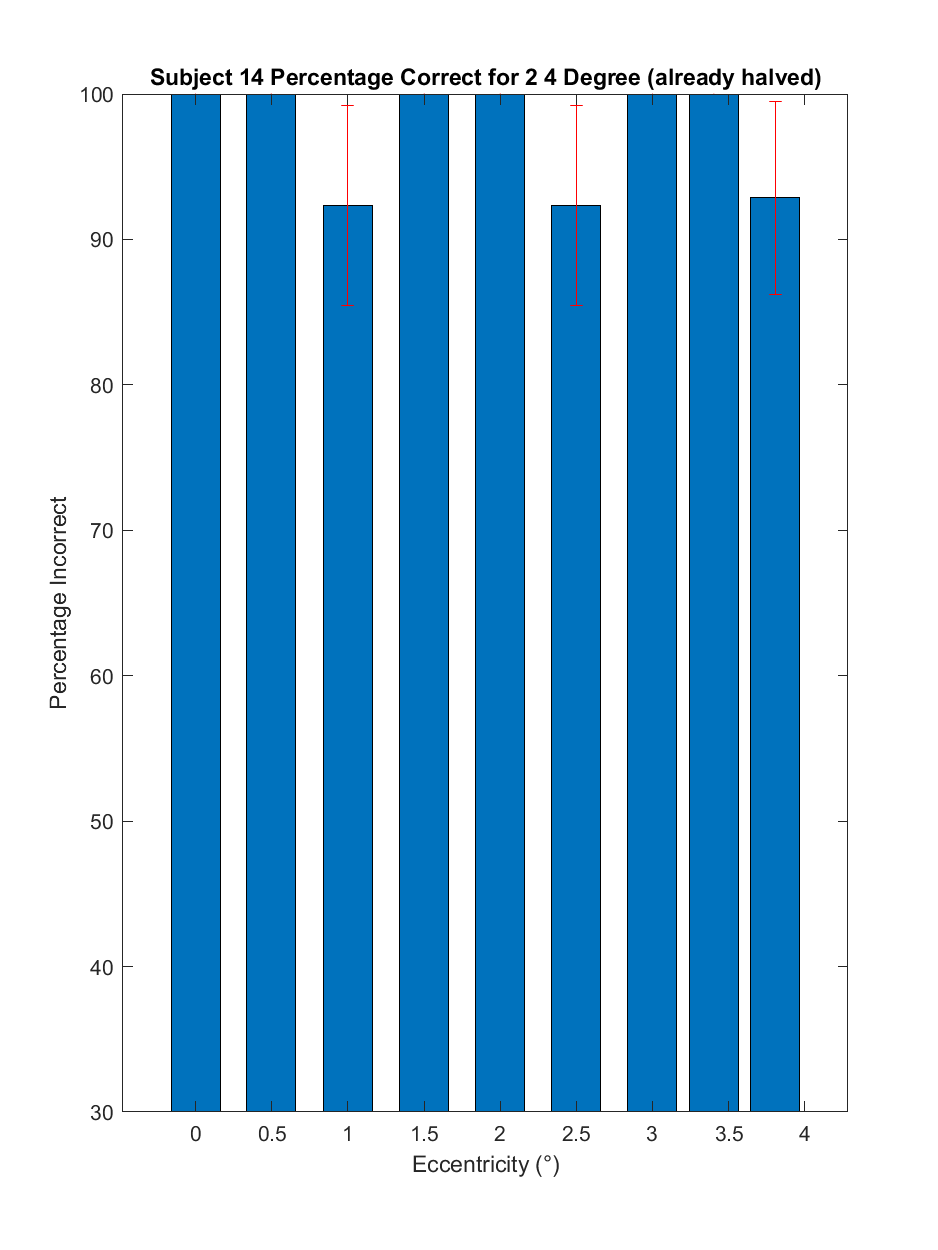 Subject 14 Percentage Correct for 2 4 Degree (already halved)
100
90
80
70
60
50
40
30
Percentage Incorrect
0 0.5 1 1.5 2 2.5 3 3.5 4
Eccentricity (°)